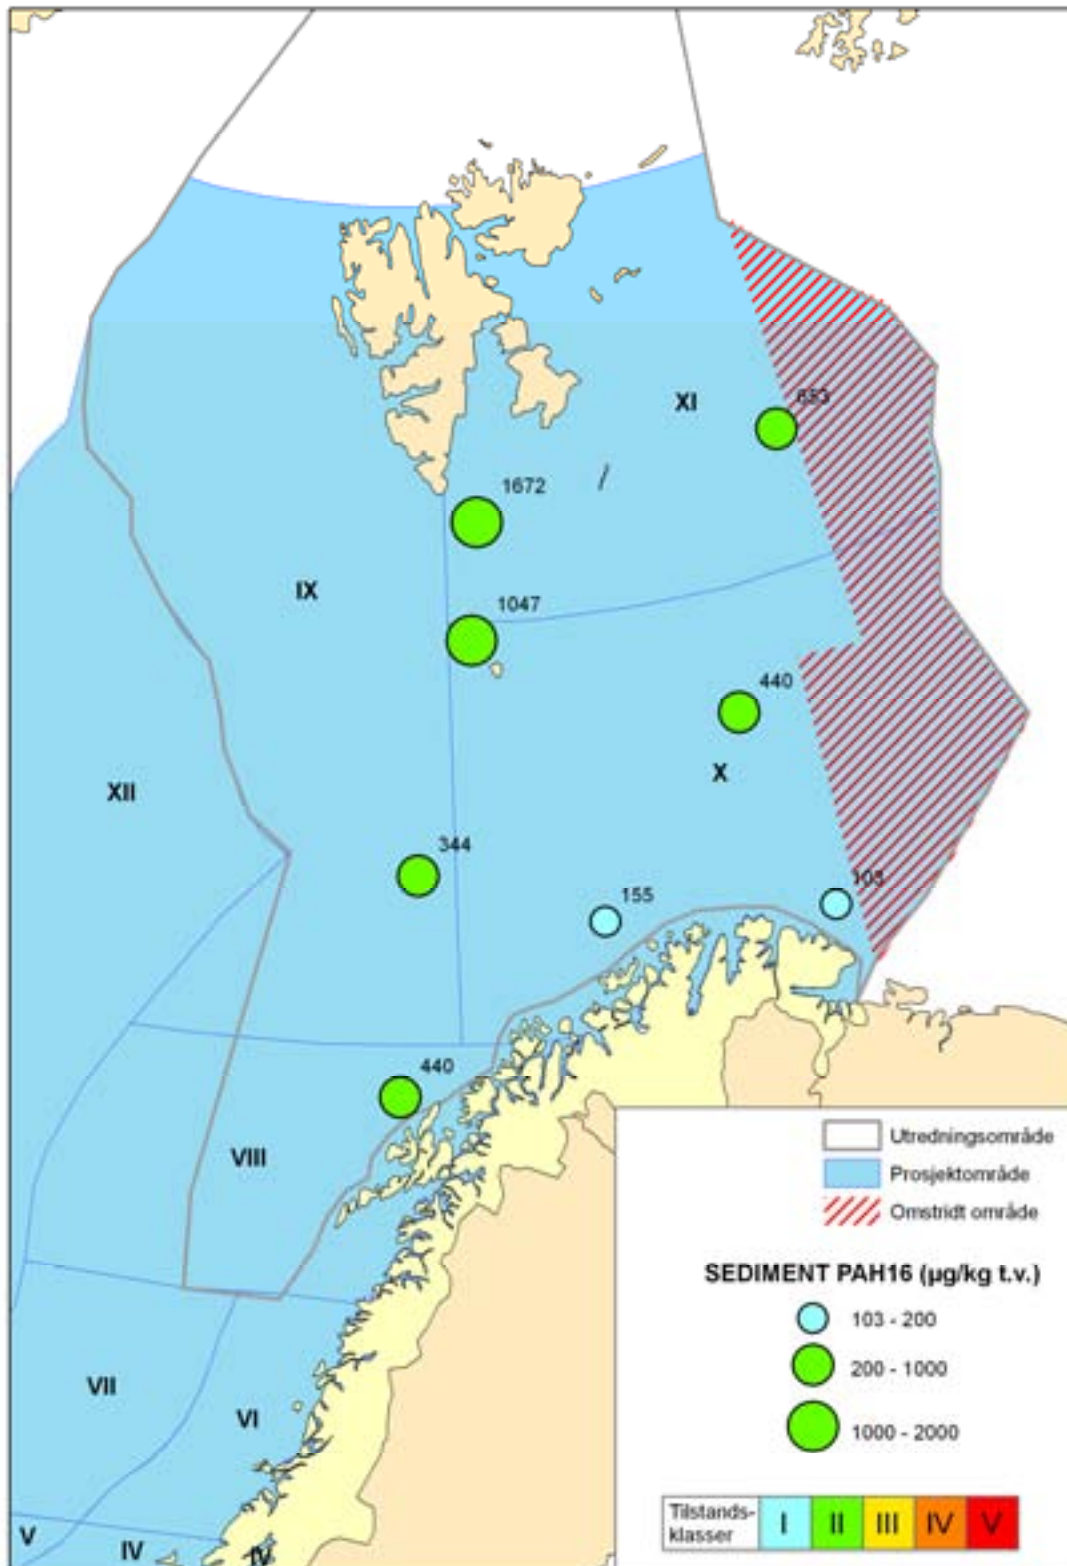 XI
653
1672
IX
1047
440
X
XII
344
155
103
440
VIII
Utredningsområde
Prosjektområde
Omstridt område
SEDIMENT PAH16 (µg/kg t.v.)
103 - 200
200 - 1000
1000 - 2000
VII
VI
V
IV
IV
Tilstands-
klasser
I II III IV V